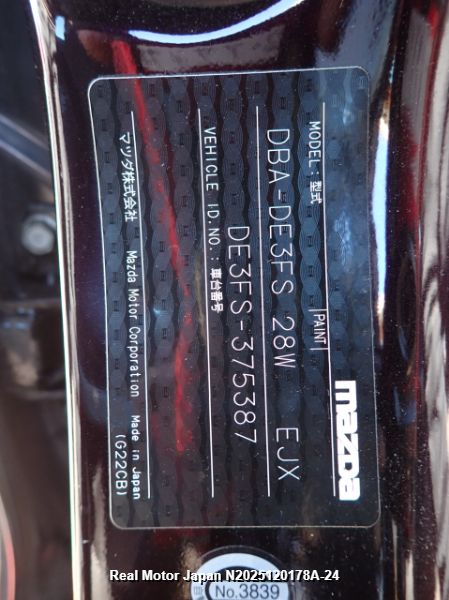 mazda
MODEL:型式 PAINT
DBA-DE3FS 28W EJX
VEHICLE ID.NO.:車台番号
DE3FS-375387
マツダ株式会社 Mazda Motor Corporation Made in Japan
(G22CB)
No.3839
Real Motor Japan N2025120178A-24